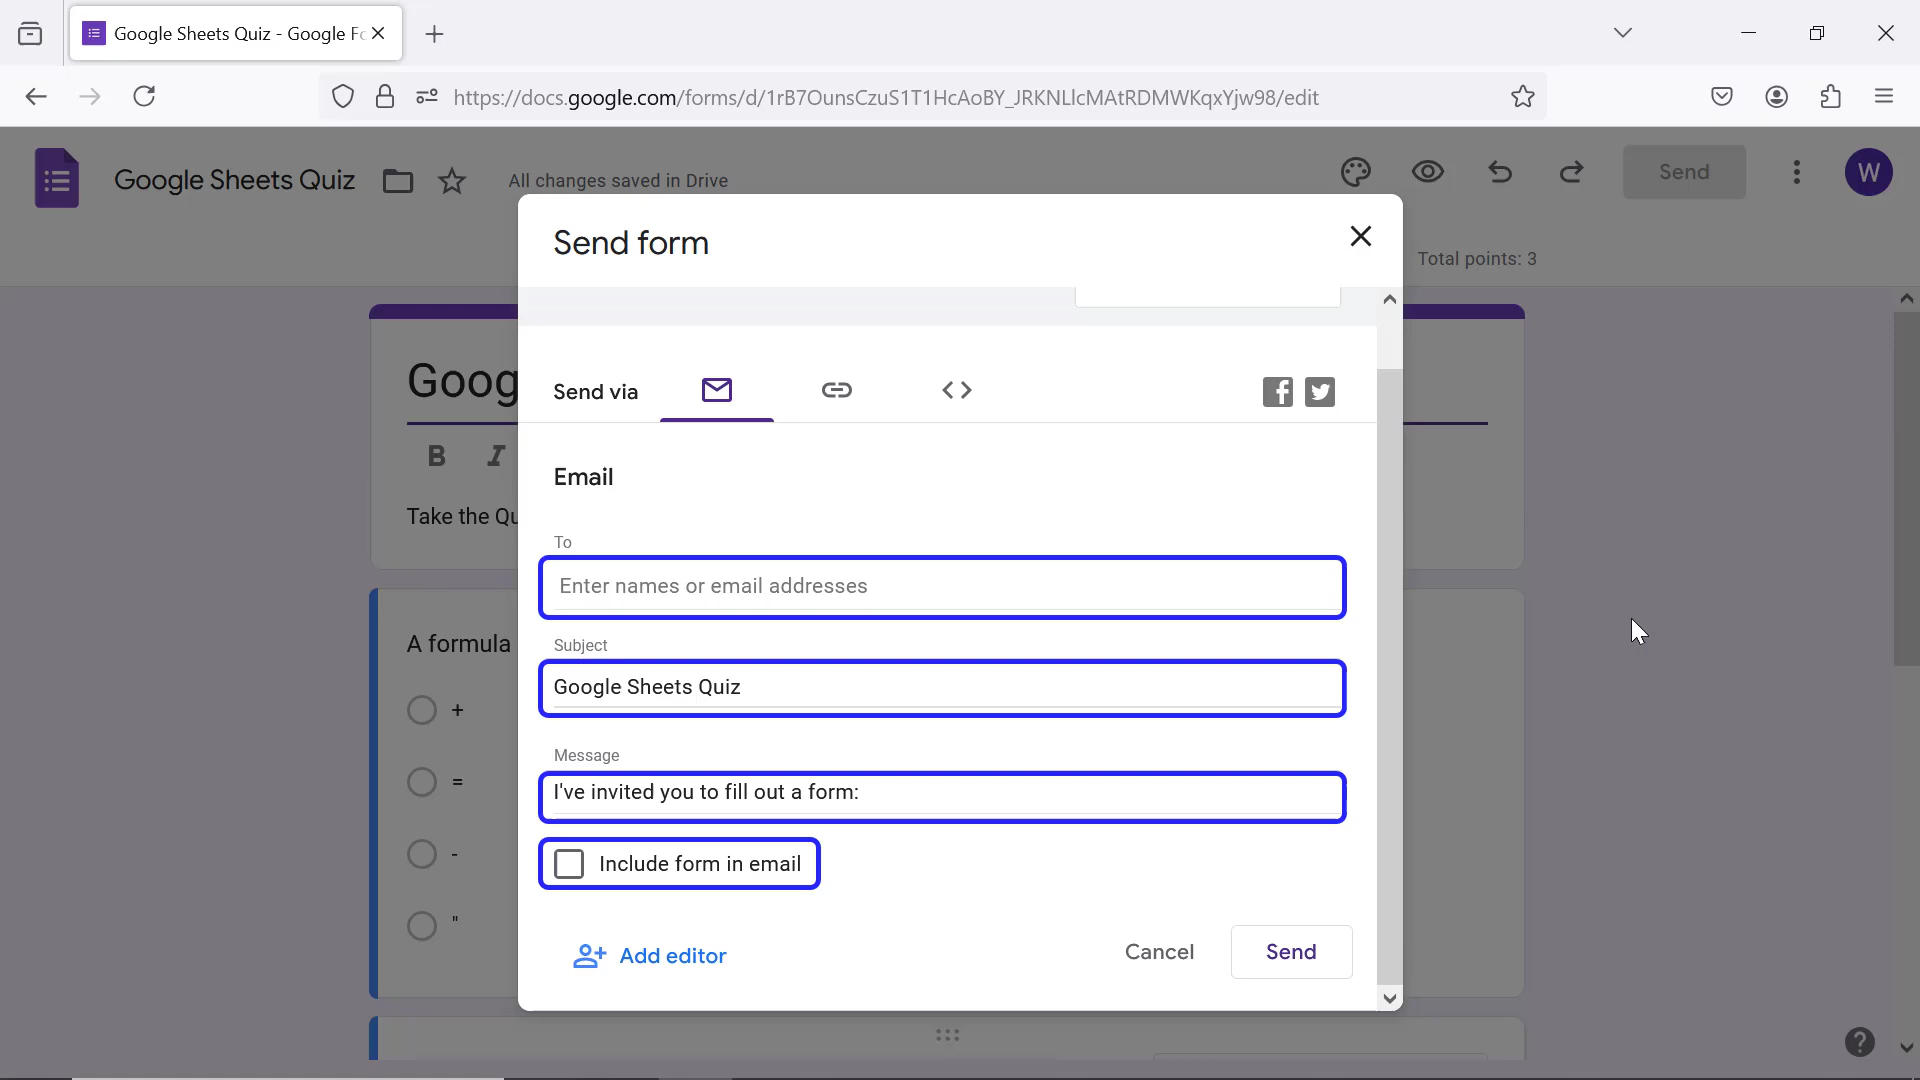 Google Sheets Quiz - Google Fo
https://docs.google.com/forms/d/1rB7OunsCzuS1T1HcAoBY_JRKNLlcMAtRDMWKqxYjw98/edit
Google Sheets Quiz
All changes saved in Drive
Send
W
Send form
Total points: 3
Goog
Send via
B I
Email
Take the Qu
To
Enter names or email addresses
Subject
A formula
Google Sheets Quiz
+
Message
=
I've invited you to fill out a form:
-
Include form in email
"
Add editor
Cancel
Send